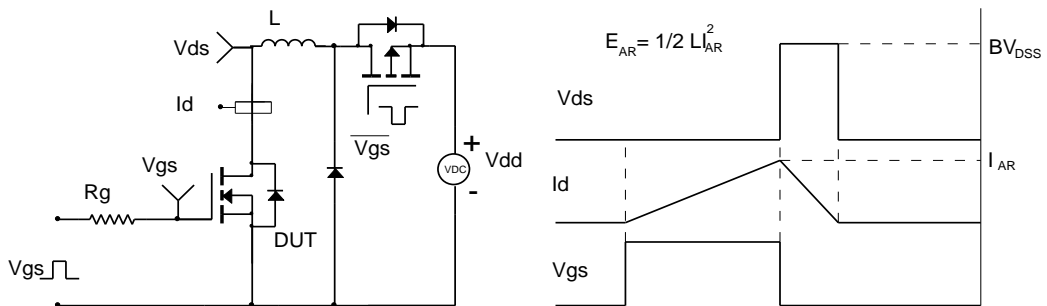 L
Vds
Id
Vgs
Vgs
+
VDC
Vdd
-
Vgs
Rg
DUT
Vgs
E_AR = 1/2 LI_AR^2
BV_DSS
Vds
I_AR
Id
Vgs